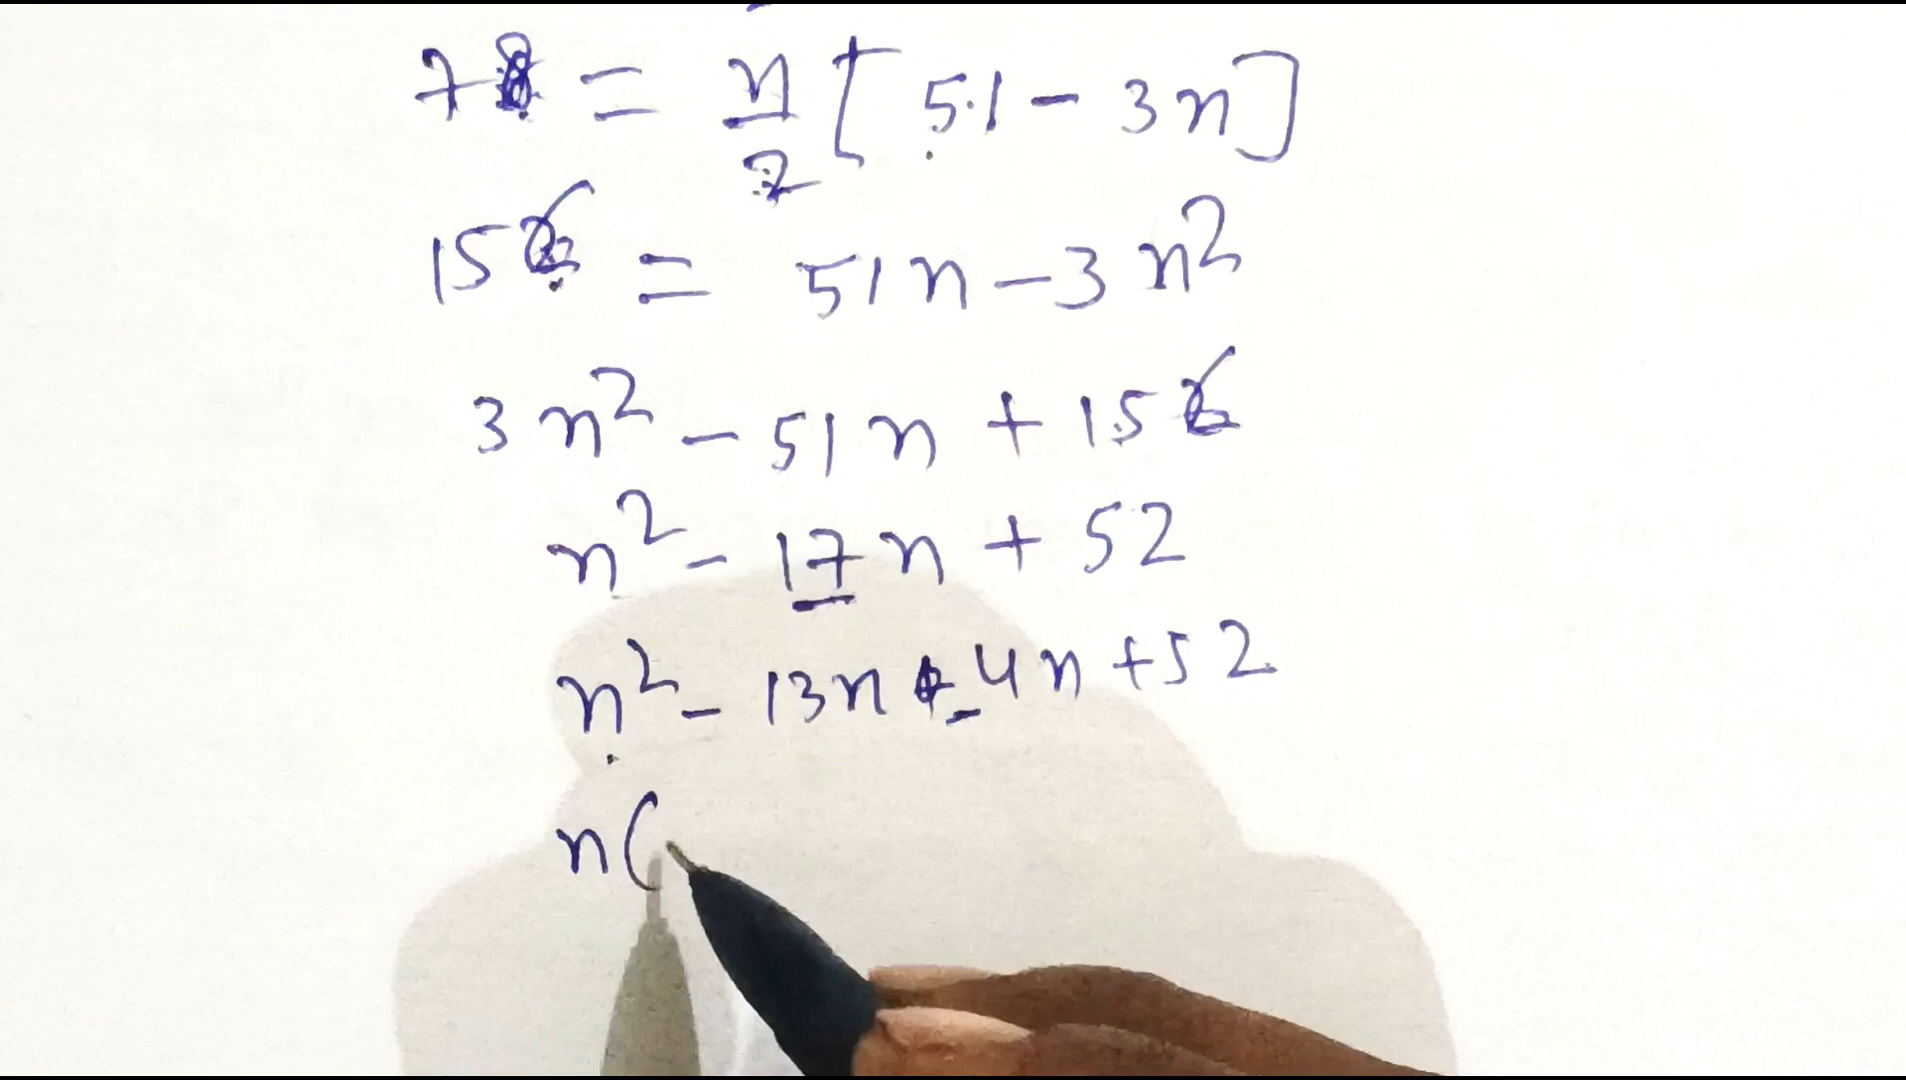 78 = n/2 [51 - 3n]
156 = 51n - 3n²
3n² - 51n + 156
n² - 17n + 52
n² - 13n - 4n + 52
n(